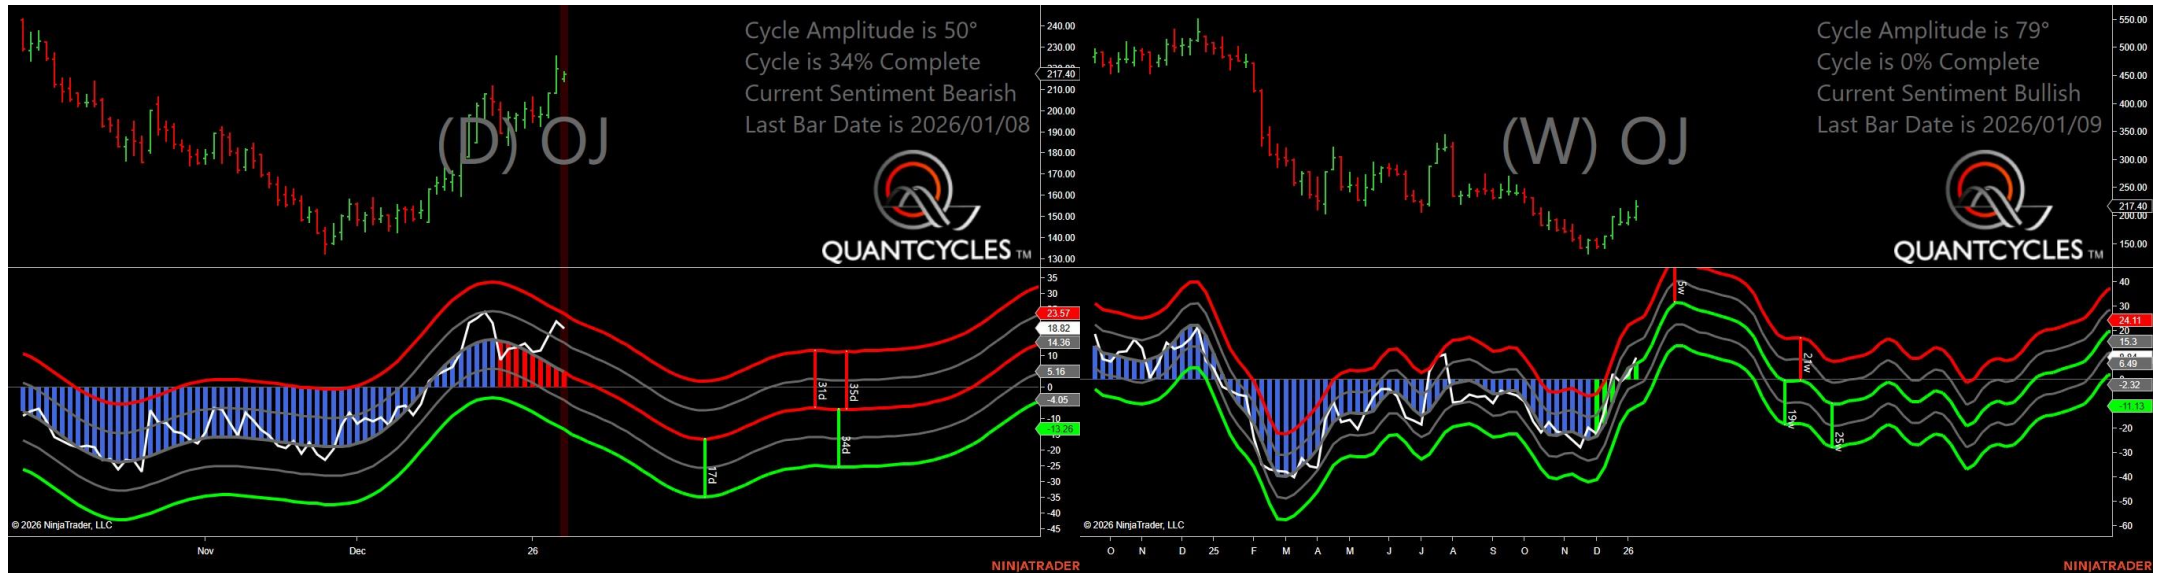 Cycle Amplitude is 50°
Cycle is 34% Complete
Current Sentiment Bearish
Last Bar Date is 2026/01/08
(D) OJ
QUANTCYCLES TM
240.00
230.00
217.40
210.00
200.00
190.00
180.00
170.00
160.00
150.00
140.00
130.00
35
30
23.57
18.82
14.36
10
5.16
0
-4.05
-10
-13.26
-20
-25
-30
-35
-40
-45
17d
31d
34d
35d
© 2026 NinjaTrader, LLC
Nov
Dec
26
NINJATRADER
Cycle Amplitude is 79°
Cycle is 0% Complete
Current Sentiment Bullish
Last Bar Date is 2026/01/09
(W) OJ
QUANTCYCLES TM
550.00
500.00
450.00
400.00
350.00
300.00
250.00
217.40
200.00
150.00
40
30
24.11
20
15.3
6.49
-2.32
-11.13
-20
-30
-40
-50
-60
5w
21w
19w
25w
© 2026 NinjaTrader, LLC
O N D 25 F M A M J J A S O N D 26
NINJATRADER